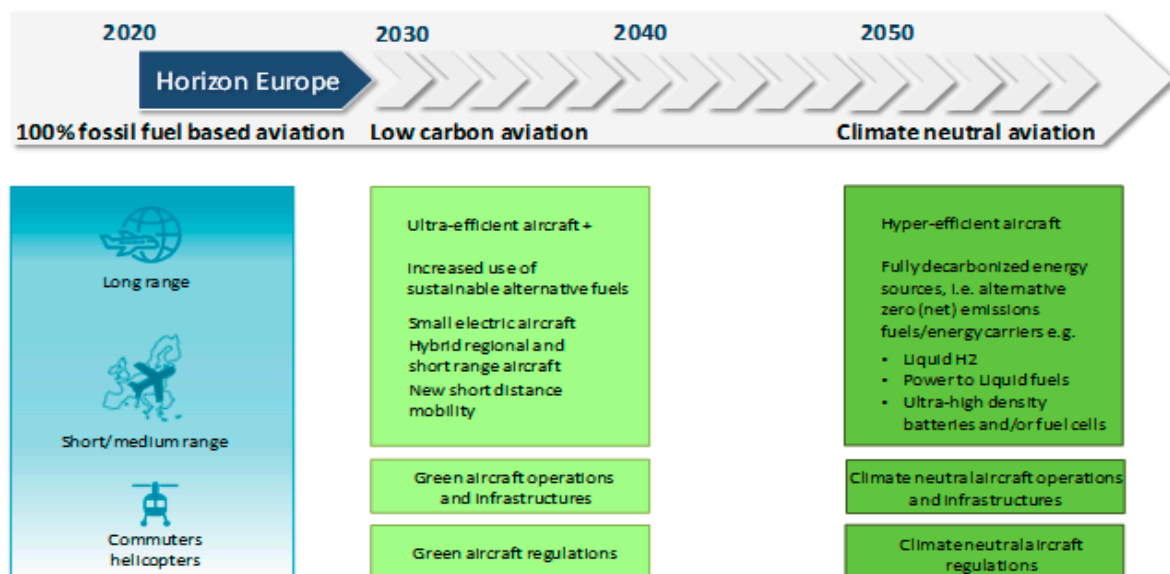 2020
2030
2040
2050
Horizon Europe
100% fossil fuel based aviation
Low carbon aviation
Climate neutral aviation
Long range
Short/medium range
Commuters
helicopters
Ultra-efficient aircraft +
Increased use of
sustainable alternative fuels
Small electric aircraft
Hybrid regional and
short range aircraft
New short distance
mobility
Green aircraft operations
and infrastructures
Green aircraft regulations
Hyper-efficient aircraft
Fully decarbonized energy
sources, i.e. alternative
zero (net) emissions
fuels/energy carriers e.g.
• Liquid H2
• Power to Liquid fuels
• Ultra-high density
batteries and/or fuel cells
Climate neutral aircraft operations
and infrastructures
Climate neutral aircraft
regulations